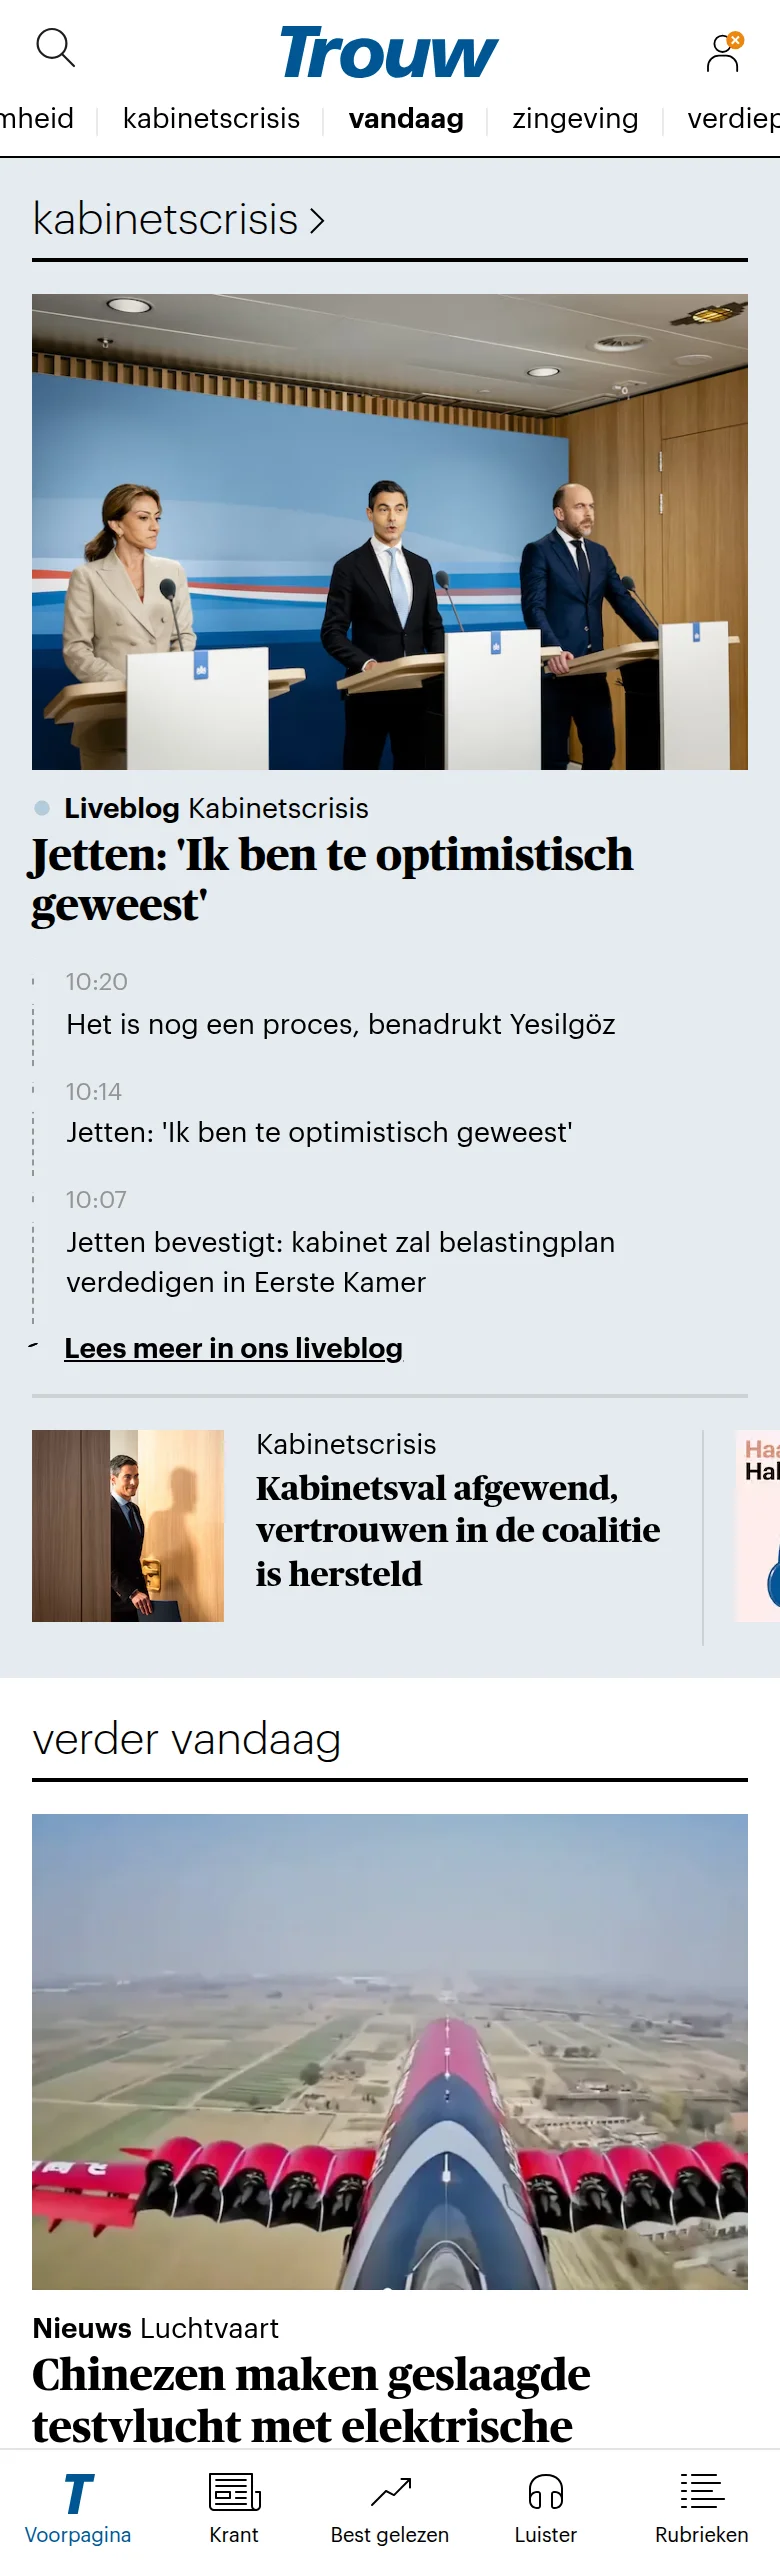 Trouw
mheid
kabinetscrisis
vandaag
zingeving
verdiep
kabinetscrisis
Liveblog Kabinetscrisis
Jetten: 'Ik ben te optimistisch
geweest'
10:20
Het is nog een proces, benadrukt Yesilgöz
10:14
Jetten: 'Ik ben te optimistisch geweest'
10:07
Jetten bevestigt: kabinet zal belastingplan
verdedigen in Eerste Kamer
Lees meer in ons liveblog
Kabinetscrisis
Kabinetsval afgewend,
vertrouwen in de coalitie
is hersteld
Haa
Hal
verder vandaag
Nieuws Luchtvaart
Chinezen maken geslaagde
testvlucht met elektrische
T
Voorpagina
Krant
Best gelezen
Luister
Rubrieken